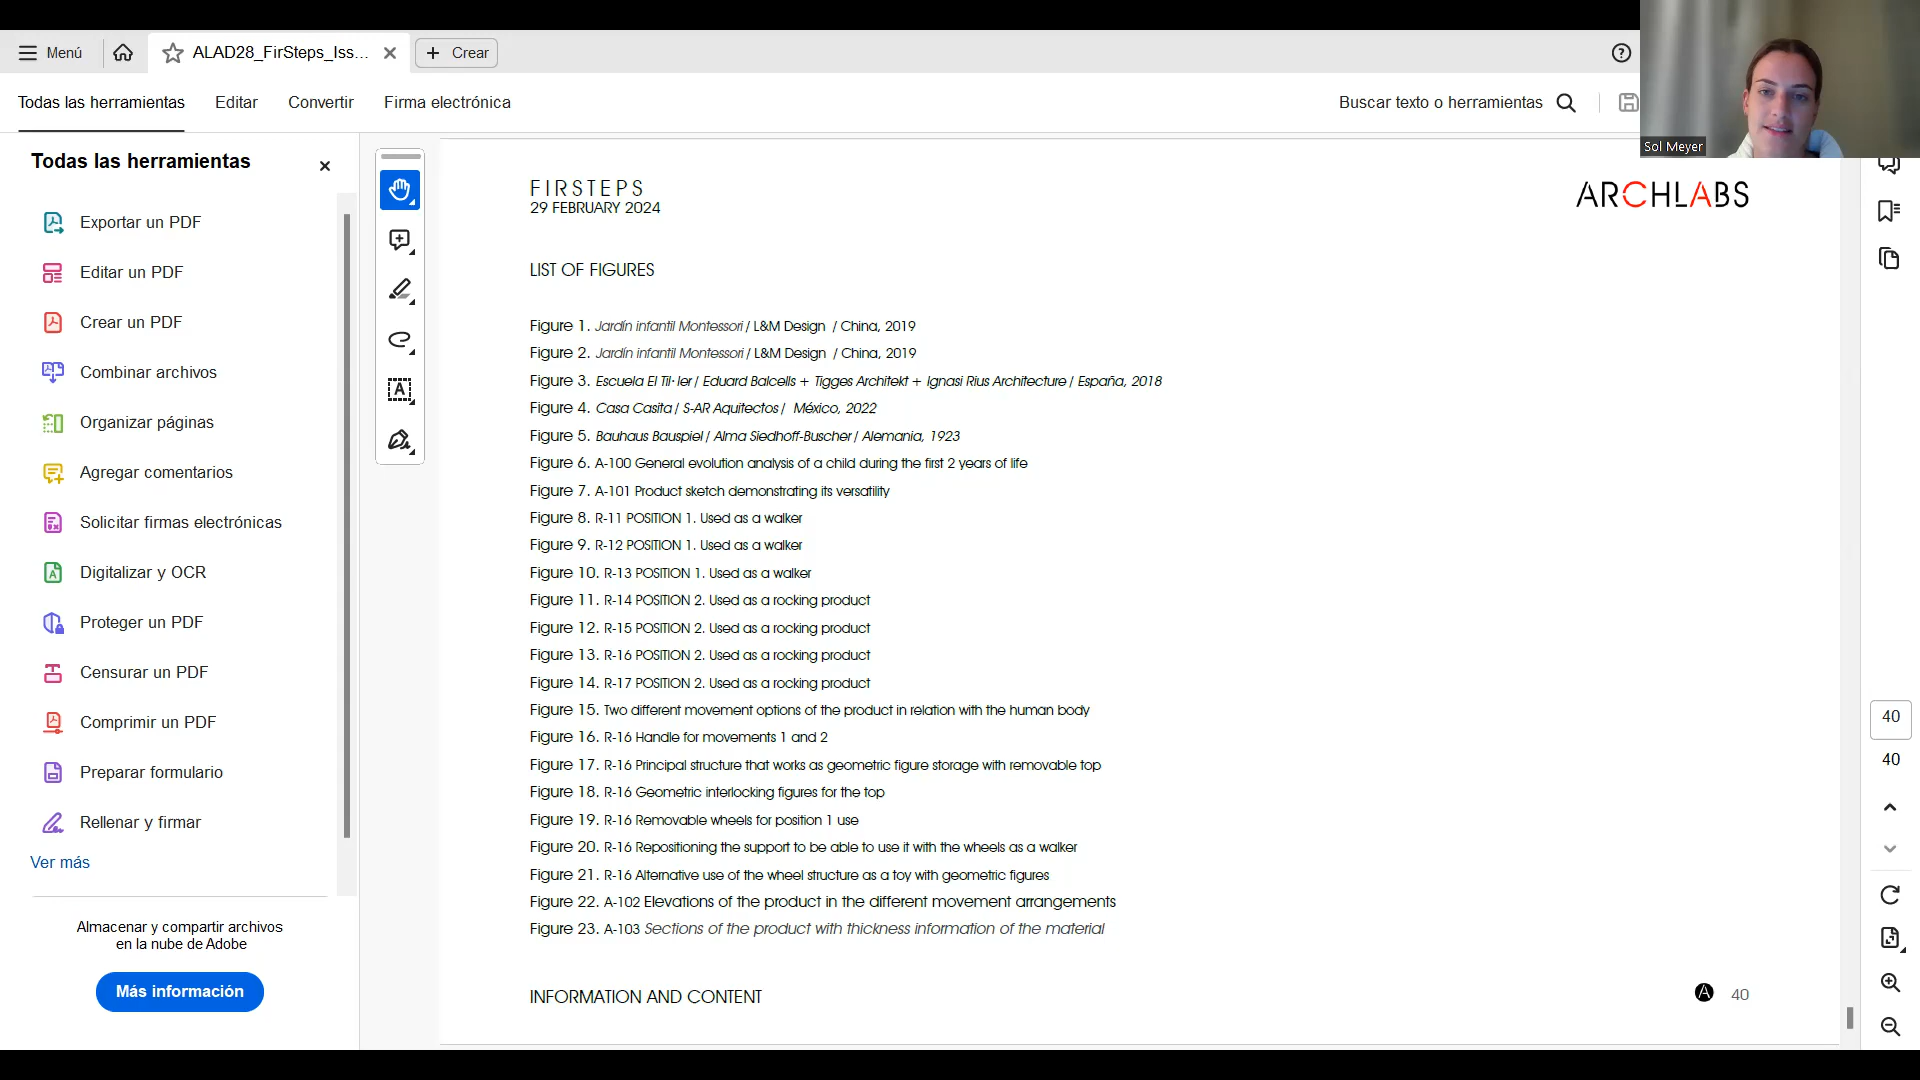 Menú
ALAD28_FirSteps_Iss...
Crear
Todas las herramientas
Editar
Convertir
Firma electrónica
Buscar texto o herramientas
Sol Meyer
Todas las herramientas
Exportar un PDF
Editar un PDF
Crear un PDF
Combinar archivos
Organizar páginas
Agregar comentarios
Solicitar firmas electrónicas
Digitalizar y OCR
Proteger un PDF
Censurar un PDF
Comprimir un PDF
Preparar formulario
Rellenar y firmar
Ver más
Almacenar y compartir archivos
en la nube de Adobe
Más información
FIRSTEPS
29 FEBRUARY 2024
ARCHLABS
LIST OF FIGURES
Figure 1. Jardín infantil Montessori / L&M Design / China, 2019
Figure 2. Jardín infantil Montessori / L&M Design / China, 2019
Figure 3. Escuela El Til·ler / Eduard Balcells + Tigges Architekt + Ignasi Rius Architecture / España, 2018
Figure 4. Casa Casita / S-AR Aquitectos / México, 2022
Figure 5. Bauhaus Bauspiel / Alma Siedhoff-Buscher / Alemania, 1923
Figure 6. A-100 General evolution analysis of a child during the first 2 years of life
Figure 7. A-101 Product sketch demonstrating its versatility
Figure 8. R-11 POSITION 1. Used as a walker
Figure 9. R-12 POSITION 1. Used as a walker
Figure 10. R-13 POSITION 1. Used as a walker
Figure 11. R-14 POSITION 2. Used as a rocking product
Figure 12. R-15 POSITION 2. Used as a rocking product
Figure 13. R-16 POSITION 2. Used as a rocking product
Figure 14. R-17 POSITION 2. Used as a rocking product
Figure 15. Two different movement options of the product in relation with the human body
Figure 16. R-16 Handle for movements 1 and 2
Figure 17. R-16 Principal structure that works as geometric figure storage with removable top
Figure 18. R-16 Geometric interlocking figures for the top
Figure 19. R-16 Removable wheels for position 1 use
Figure 20. R-16 Repositioning the support to be able to use it with the wheels as a walker
Figure 21. R-16 Alternative use of the wheel structure as a toy with geometric figures
Figure 22. A-102 Elevations of the product in the different movement arrangements
Figure 23. A-103 Sections of the product with thickness information of the material
INFORMATION AND CONTENT
A 40
40
40